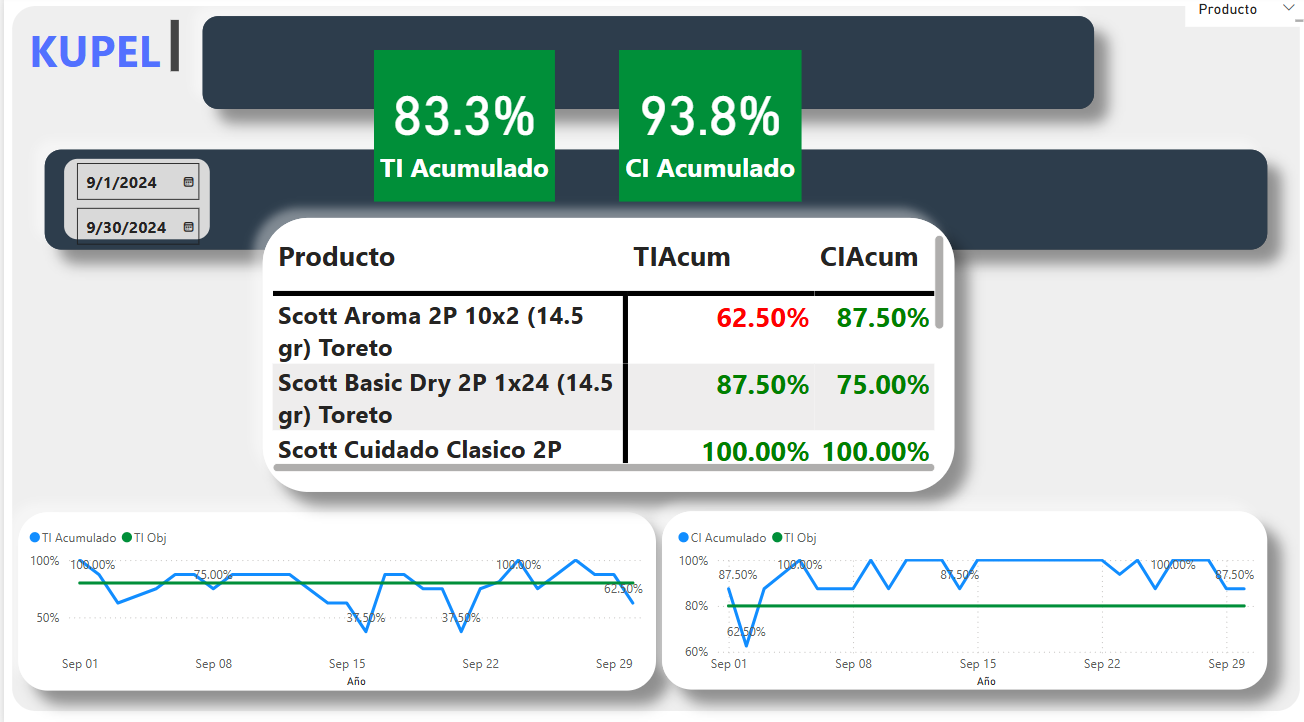 Producto
KUPEL
83.3%
TI Acumulado
93.8%
CI Acumulado
9/1/2024
9/30/2024
Producto TIAcum CIAcum
Scott Aroma 2P 10x2 (14.5
gr) Toreto
62.50% 87.50%
Scott Basic Dry 2P 1x24 (14.5
gr) Toreto
87.50% 75.00%
Scott Cuidado Clasico 2P
100.00% 100.00%
TI Acumulado TI Obj
100%
50%
100.00%
75.00%
37.50%
37.50%
100.00%
62.50%
Sep 01 Sep 08 Sep 15 Sep 22 Sep 29
Año
CI Acumulado TI Obj
100%
80%
60%
87.50%
62.50%
100.00%
87.50%
100.00%
87.50%
Sep 01 Sep 08 Sep 15 Sep 22 Sep 29
Año